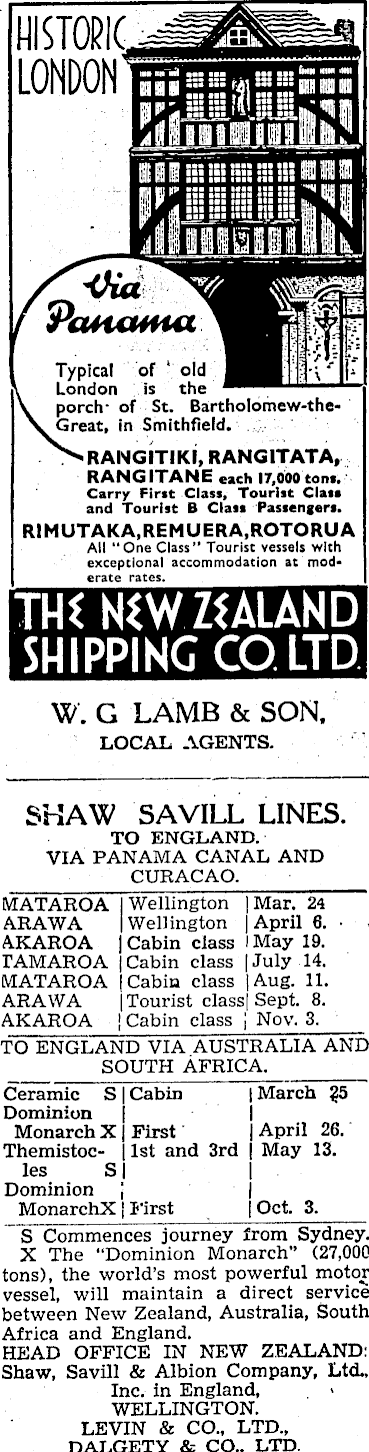 HISTORIC
LONDON
Via
Panama
Typical of old
London is the
porch of St. Bartholomew-the-
Great, in Smithfield.
RANGITIKI, RANGITATA,
RANGITANE each 17,000 tons.
Carry First Class, Tourist Class
and Tourist B Class Passengers.
RIMUTAKA, REMUERA, ROTORUA
All "One Class" Tourist vessels with
exceptional accommodation at mod-
erate rates.
THE NEW ZEALAND
SHIPPING CO. LTD.
W. G LAMB & SON,
LOCAL AGENTS.
SHAW SAVILL LINES.
TO ENGLAND.
VIA PANAMA CANAL AND
CURACAO.
MATAROA | Wellington | Mar. 24
ARAWA | Wellington | April 6.
AKAROA | Cabin class | May 19.
TAMAROA | Cabin class | July 14.
MATAROA | Cabin class | Aug. 11.
ARAWA | Tourist class | Sept. 8.
AKAROA | Cabin class | Nov. 3.
TO ENGLAND VIA AUSTRALIA AND
SOUTH AFRICA.
Ceramic S | Cabin | March 25
Dominion
Monarch X | First | April 26.
Themistoc- | 1st and 3rd | May 13.
les S |
Dominion
Monarch X | First | Oct. 3.
S Commences journey from Sydney.
X The "Dominion Monarch" (27,000
tons), the world's most powerful motor
vessel, will maintain a direct service
between New Zealand, Australia, South
Africa and England.
HEAD OFFICE IN NEW ZEALAND:
Shaw, Savill & Albion Company, Ltd.,
Inc. in England,
WELLINGTON.
LEVIN & CO., LTD.,
DALGETY & CO., LTD.